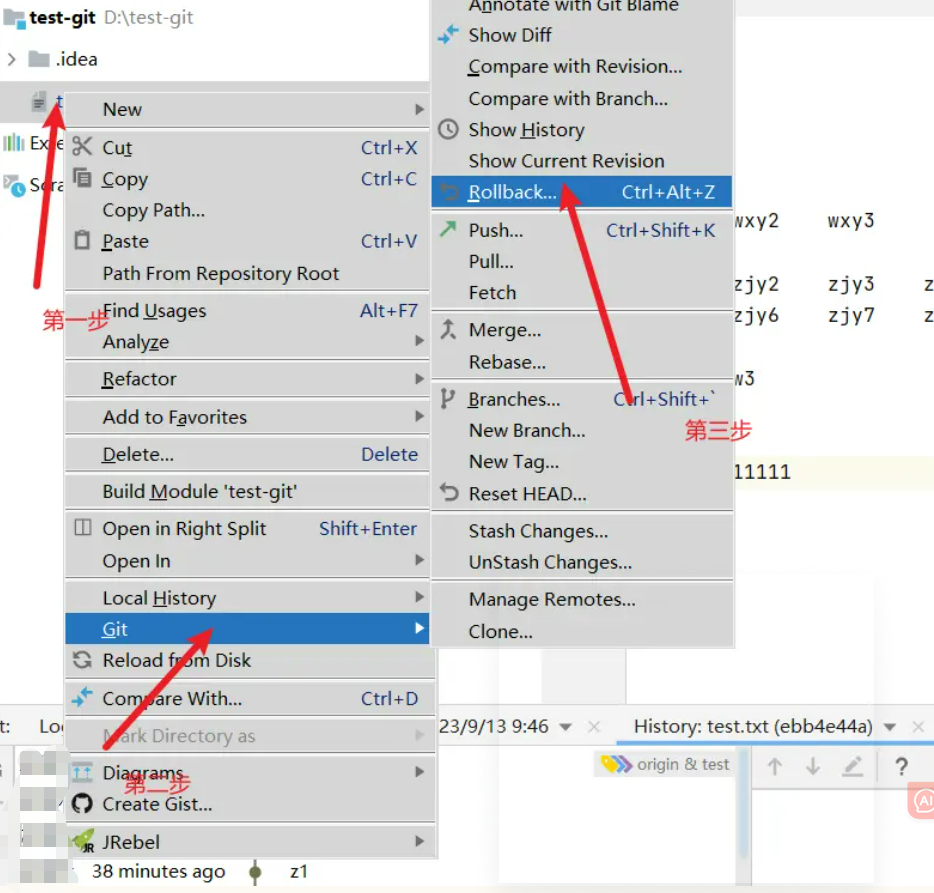 test-git D:\test-git
.idea
New
Cut Ctrl+X
Copy Ctrl+C
Copy Path...
Paste Ctrl+V
Path From Repository Root
第一步
Find Usages Alt+F7
Analyze
Refactor
Add to Favorites
Delete... Delete
Build Module 'test-git'
Open in Right Split Shift+Enter
Open In
Local History
Git
Reload from Disk
Compare With... Ctrl+D
Mark Directory as
Diagrams
第二步
Create Gist...
JRebel
38 minutes ago z1
Annotate with Git Blame
Show Diff
Compare with Revision...
Compare with Branch...
Show History
Show Current Revision
Rollback... Ctrl+Alt+Z
Push... Ctrl+Shift+K
Pull...
Fetch
Merge...
Rebase...
Branches... Ctrl+Shift+`
第三步
New Branch...
New Tag...
Reset HEAD...
Stash Changes...
UnStash Changes...
Manage Remotes...
Clone...
wxy2 wxy3
zjy2 zjy3 z
zjy6 zjy7 z
w3
11111
23/9/13 9:46 History: test.txt (ebb4e44a)
origin & test
?
AI